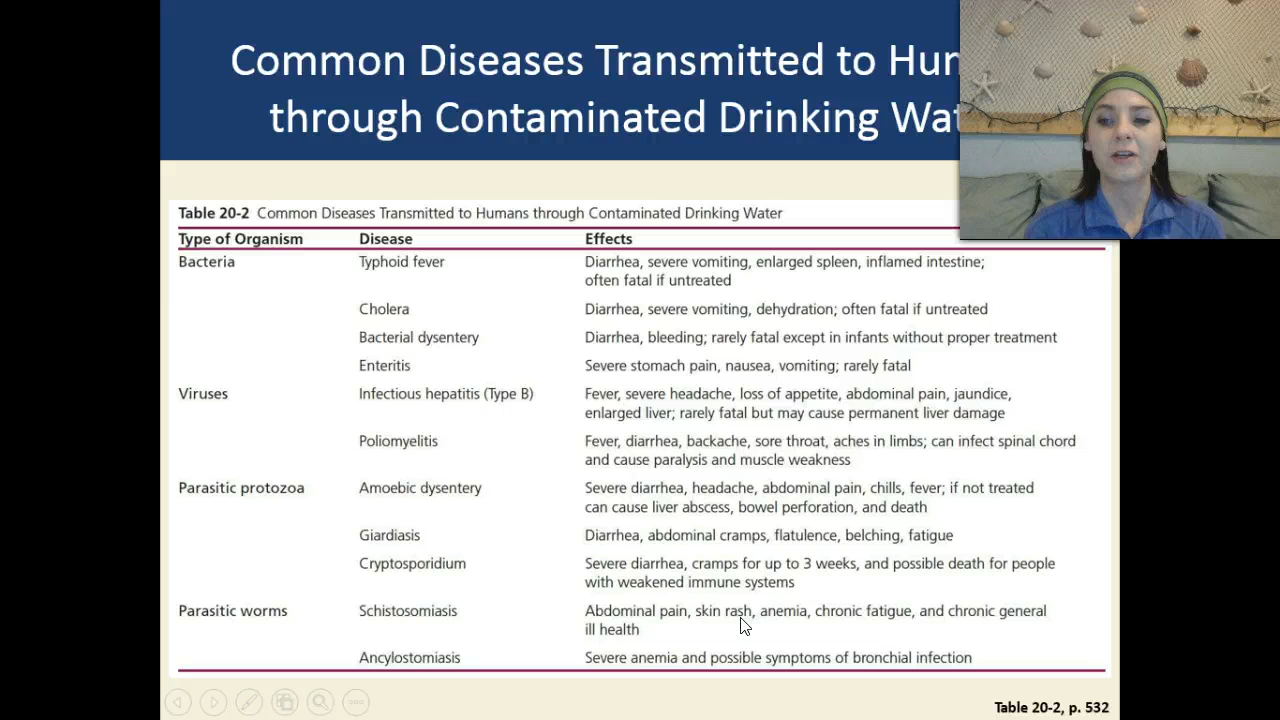 Common Diseases Transmitted to
through Contaminated Drinking
Table 20-2 Common Diseases Transmitted to Humans through Contaminated Drinking Water
Type of Organism Disease Effects
Bacteria Typhoid fever Diarrhea, severe vomiting, enlarged spleen, inflamed intestine;
often fatal if untreated
Cholera Diarrhea, severe vomiting, dehydration; often fatal if untreated
Bacterial dysentery Diarrhea, bleeding; rarely fatal except in infants without proper treatment
Enteritis Severe stomach pain, nausea, vomiting; rarely fatal
Viruses Infectious hepatitis (Type B) Fever, severe headache, loss of appetite, abdominal pain, jaundice,
enlarged liver; rarely fatal but may cause permanent liver damage
Poliomyelitis Fever, diarrhea, backache, sore throat, aches in limbs; can infect spinal chord
and cause paralysis and muscle weakness
Parasitic protozoa Amoebic dysentery Severe diarrhea, headache, abdominal pain, chills, fever; if not treated
can cause liver abscess, bowel perforation, and death
Giardiasis Diarrhea, abdominal cramps, flatulence, belching, fatigue
Cryptosporidium Severe diarrhea, cramps for up to 3 weeks, and possible death for people
with weakened immune systems
Parasitic worms Schistosomiasis Abdominal pain, skin rash, anemia, chronic fatigue, and chronic general
ill health
Ancylostomiasis Severe anemia and possible symptoms of bronchial infection
Table 20-2, p. 532